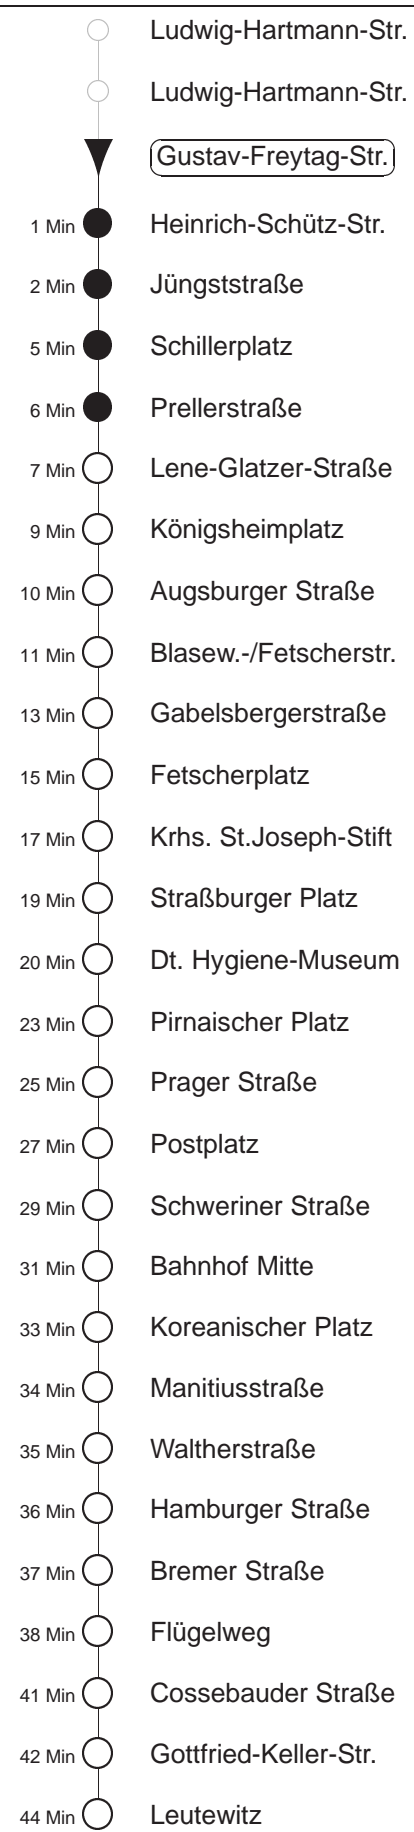 Ludwig-Hartmann-Str.
Ludwig-Hartmann-Str.
Gustav-Freytag-Str.
1 Min Heinrich-Schütz-Str.
2 Min Jüngststraße
5 Min Schillerplatz
6 Min Prellerstraße
7 Min Lene-Glatzer-Straße
9 Min Königsheimplatz
10 Min Augsburger Straße
11 Min Blasew.-/Fetscherstr.
13 Min Gabelsbergerstraße
15 Min Fetscherplatz
17 Min Krhs. St.Joseph-Stift
19 Min Straßburger Platz
20 Min Dt. Hygiene-Museum
23 Min Pirnaischer Platz
25 Min Prager Straße
27 Min Postplatz
29 Min Schweriner Straße
31 Min Bahnhof Mitte
33 Min Koreanischer Platz
34 Min Manitiusstraße
35 Min Waltherstraße
36 Min Hamburger Straße
37 Min Bremer Straße
38 Min Flügelweg
41 Min Cossebauder Straße
42 Min Gottfried-Keller-Str.
44 Min Leutewitz